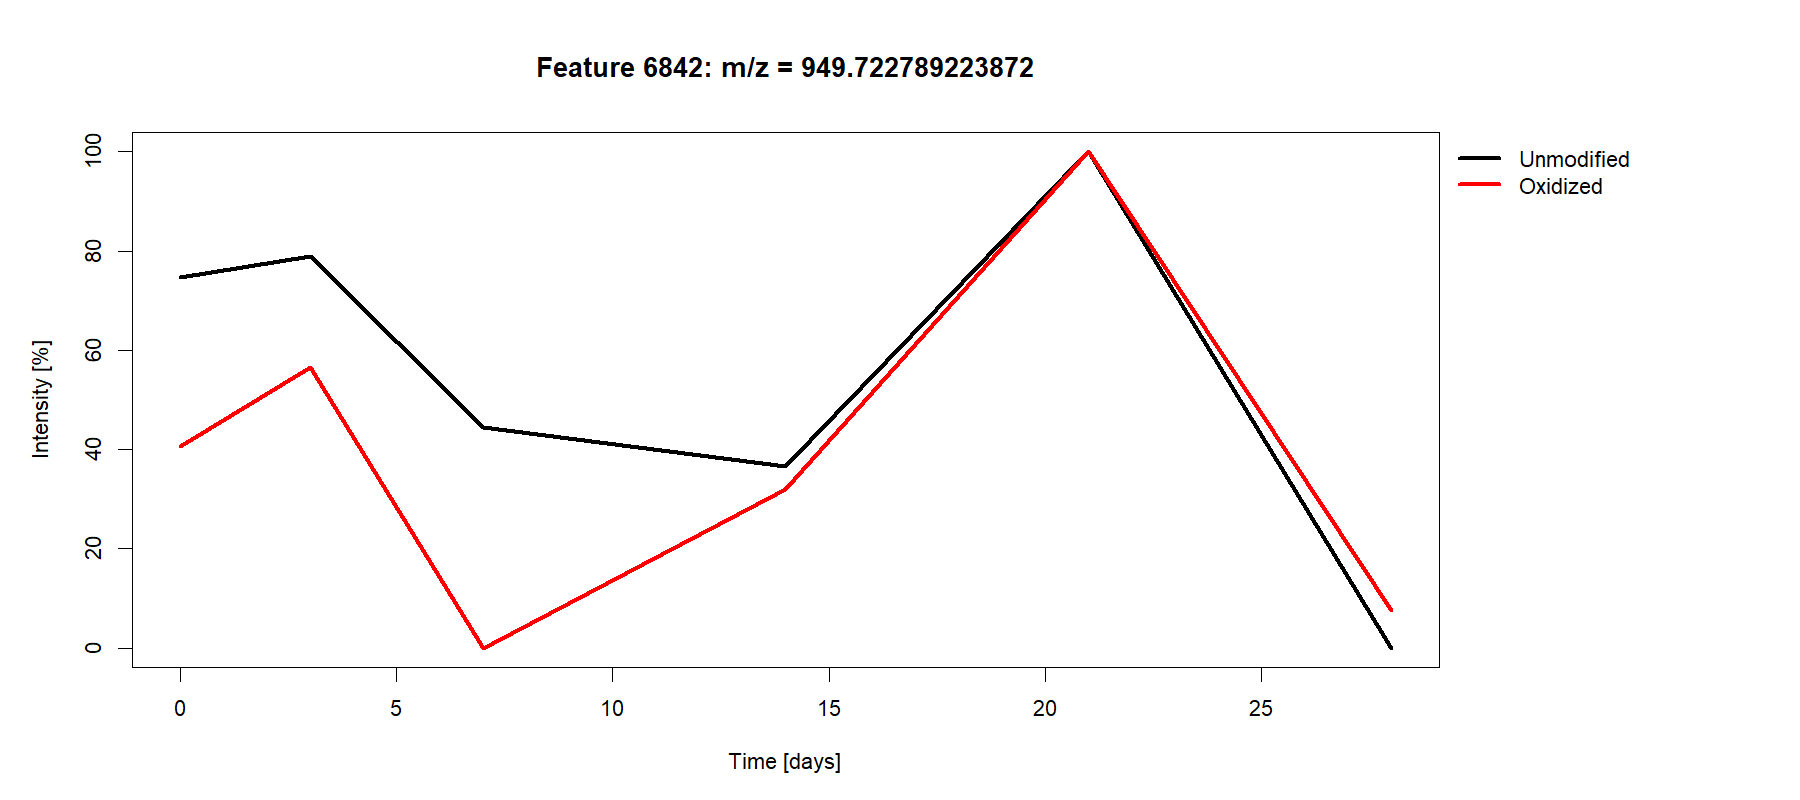 Feature 6842: m/z = 949.722789223872
Unmodified
Oxidized
Intensity [%]
100
80
60
40
20
0
0 5 10 15 20 25
Time [days]